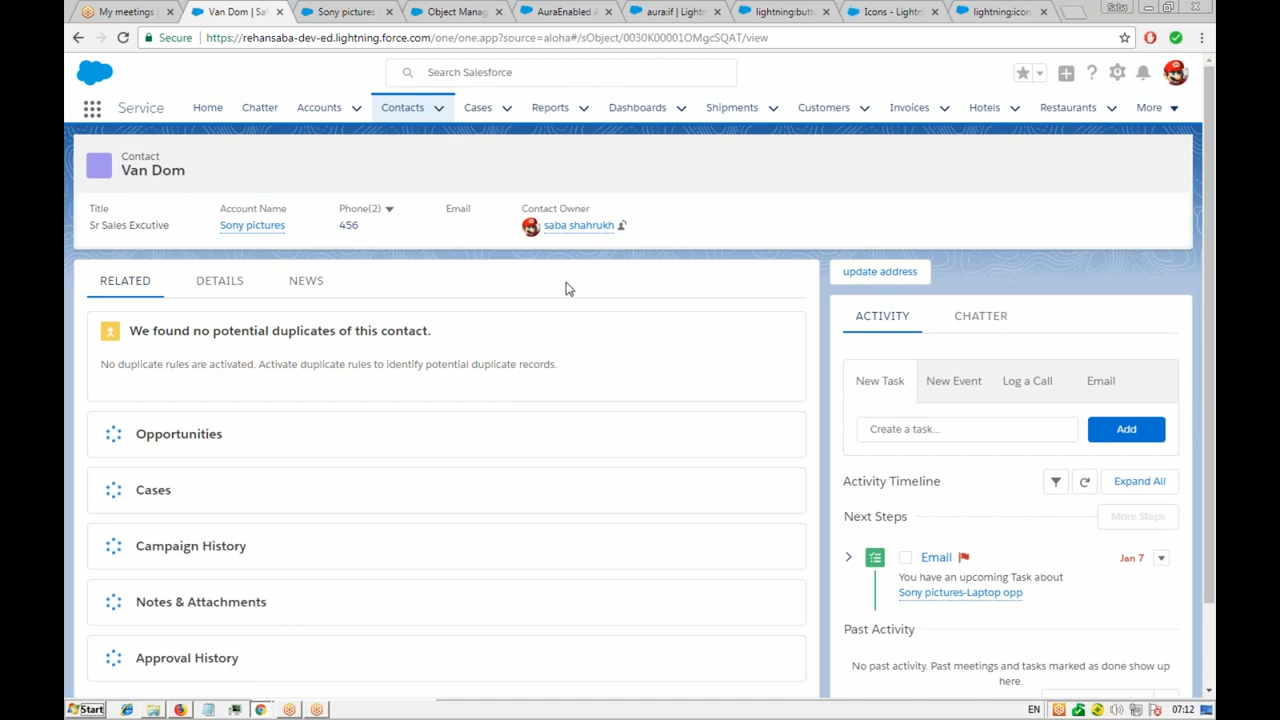 My meetings
Van Dom | Sal
Sony pictures
Object Manag
AuraEnabled A
aura:if | Lightn
lightning:butt
Icons - Lightn
lightning:icon
Saba
Secure
https://rehansaba-dev-ed.lightning.force.com/one/one.app?source=aloha#/sObject/0030K00001OMgcSQAT/view
Search Salesforce
Service
Home Chatter Accounts Contacts Cases Reports Dashboards Shipments Customers Invoices Hotels Restaurants More
Contact
Van Dom
Title Account Name Phone(2) Email Contact Owner
Sr Sales Excutive Sony pictures 456 saba shahrukh
RELATED DETAILS NEWS
We found no potential duplicates of this contact.
No duplicate rules are activated. Activate duplicate rules to identify potential duplicate records.
Opportunities
Cases
Campaign History
Notes & Attachments
Approval History
update address
ACTIVITY CHATTER
New Task New Event Log a Call Email
Create a task...
Add
Activity Timeline
Expand All
Next Steps
More Steps
Email
Jan 7
You have an upcoming Task about
Sony pictures-Laptop opp
Past Activity
No past activity. Past meetings and tasks marked as done show up
here.
Start
EN
07:12